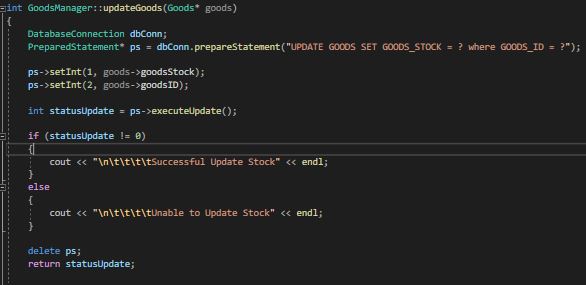 int GoodsManager::updateGoods(Goods* goods)
{
DatabaseConnection dbConn;
PreparedStatement* ps = dbConn.prepareStatement("UPDATE GOODS SET GOODS_STOCK = ? where GOODS_ID = ?");
ps->setInt(1, goods->goodsStock);
ps->setInt(2, goods->goodsID);
int statusUpdate = ps->executeUpdate();
if (statusUpdate != 0)
{
cout << "\n\t\t\t\tSuccessful Update Stock" << endl;
}
else
{
cout << "\n\t\t\t\tUnable to Update Stock" << endl;
}
delete ps;
return statusUpdate;